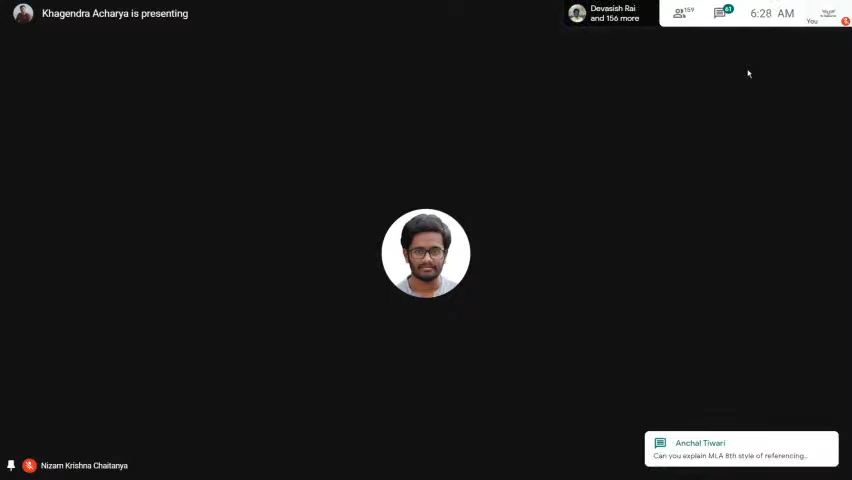 Khagendra Acharya is presenting
Devasish Rai
and 156 more
159
61
6:28 AM
You
Nizam Krishna Chaitanya
Anchal Tiwari
Can you explain MLA 8th style of referencing...